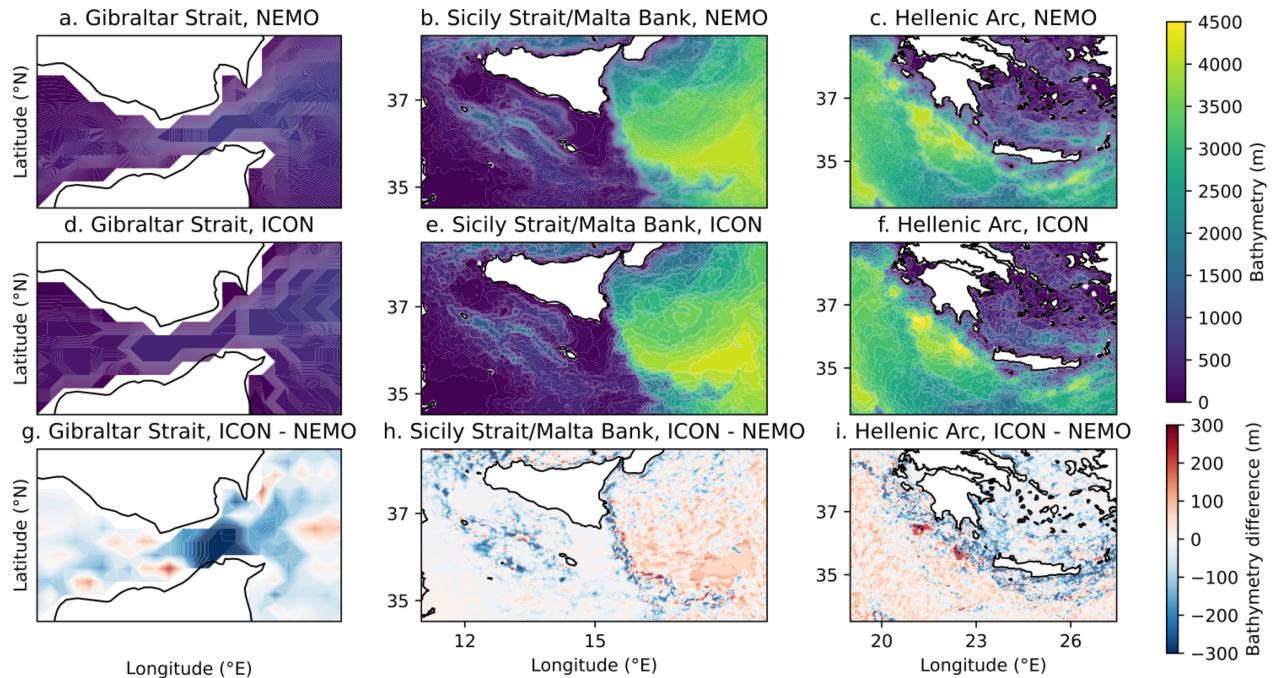 a. Gibraltar Strait, NEMO
b. Sicily Strait/Malta Bank, NEMO
c. Hellenic Arc, NEMO
Latitude (°N)
37
35
37
35
d. Gibraltar Strait, ICON
e. Sicily Strait/Malta Bank, ICON
f. Hellenic Arc, ICON
Latitude (°N)
37
35
37
35
4500
4000
3500
3000
2500
2000
1500
1000
500
0
Bathymetry (m)
g. Gibraltar Strait, ICON - NEMO
h. Sicily Strait/Malta Bank, ICON - NEMO
i. Hellenic Arc, ICON - NEMO
Latitude (°N)
37
35
37
35
12
15
20
23
26
Longitude (°E)
Longitude (°E)
Longitude (°E)
300
200
100
0
−100
−200
−300
Bathymetry difference (m)